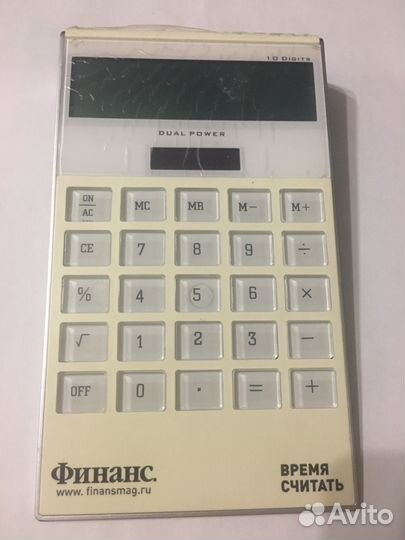 10 Digits
DUAL POWER
ON
AC
MC
MR
M−
M+
CE
7
8
9
÷
%
4
5
6
×
√
1
2
3
−
OFF
0
.
=
+
Финанс.
www. finansmag.ru
ВРЕМЯ
СЧИТАТЬ
Avito